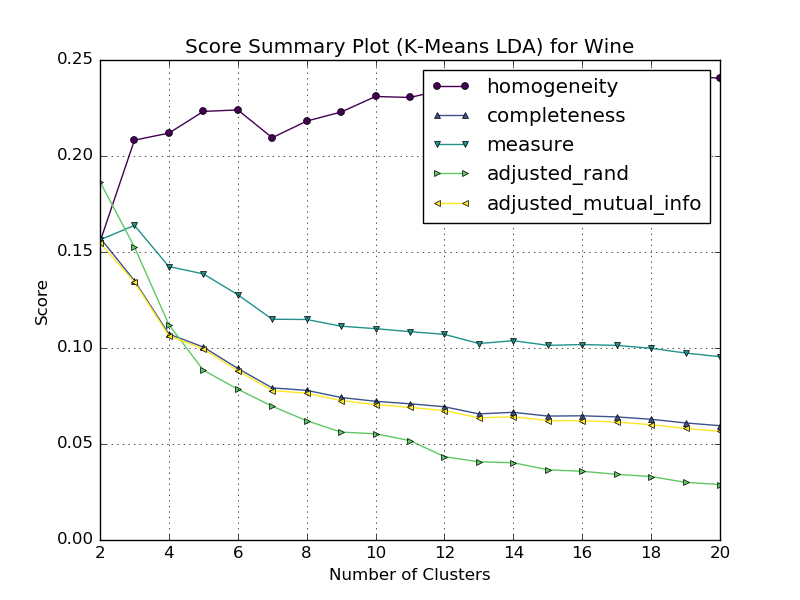 Score Summary Plot (K-Means LDA) for Wine
0.25
0.20
0.15
0.10
0.05
0.00
Score
homogeneity
completeness
measure
adjusted_rand
adjusted_mutual_info
2 4 6 8 10 12 14 16 18 20
Number of Clusters